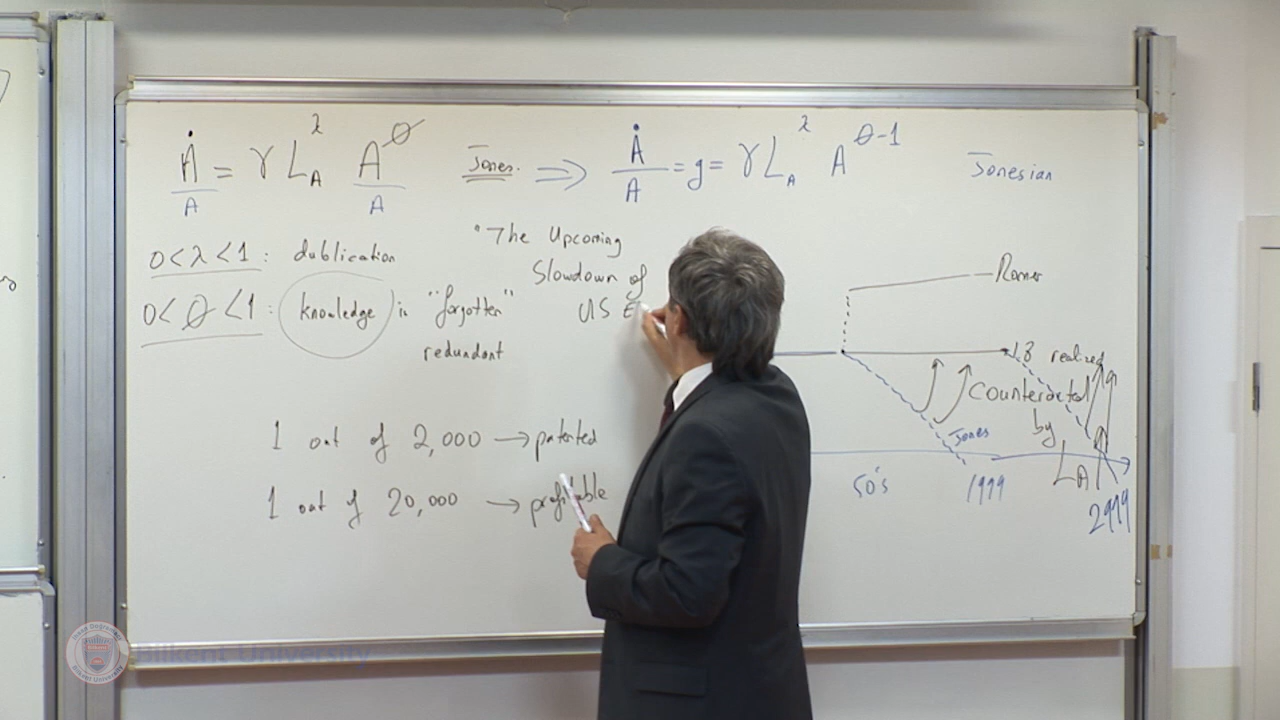 Ȧ/A = γ L_A^λ A^ø/A Jones. ⟹ Ȧ/A = g = γ L_A^λ A^ø-1 Jonesian
0 < λ < 1 : dublication
0 < ø < 1 : knowledge is "forgotten"
redundant
"The Upcoming
Slowdown of
US E
1 out of 2,000 → patented
1 out of 20,000 → profitable
Romer
1.8 realized
Counteracted
by
L_A
Jones
50's 1999 2999
Bilkent University